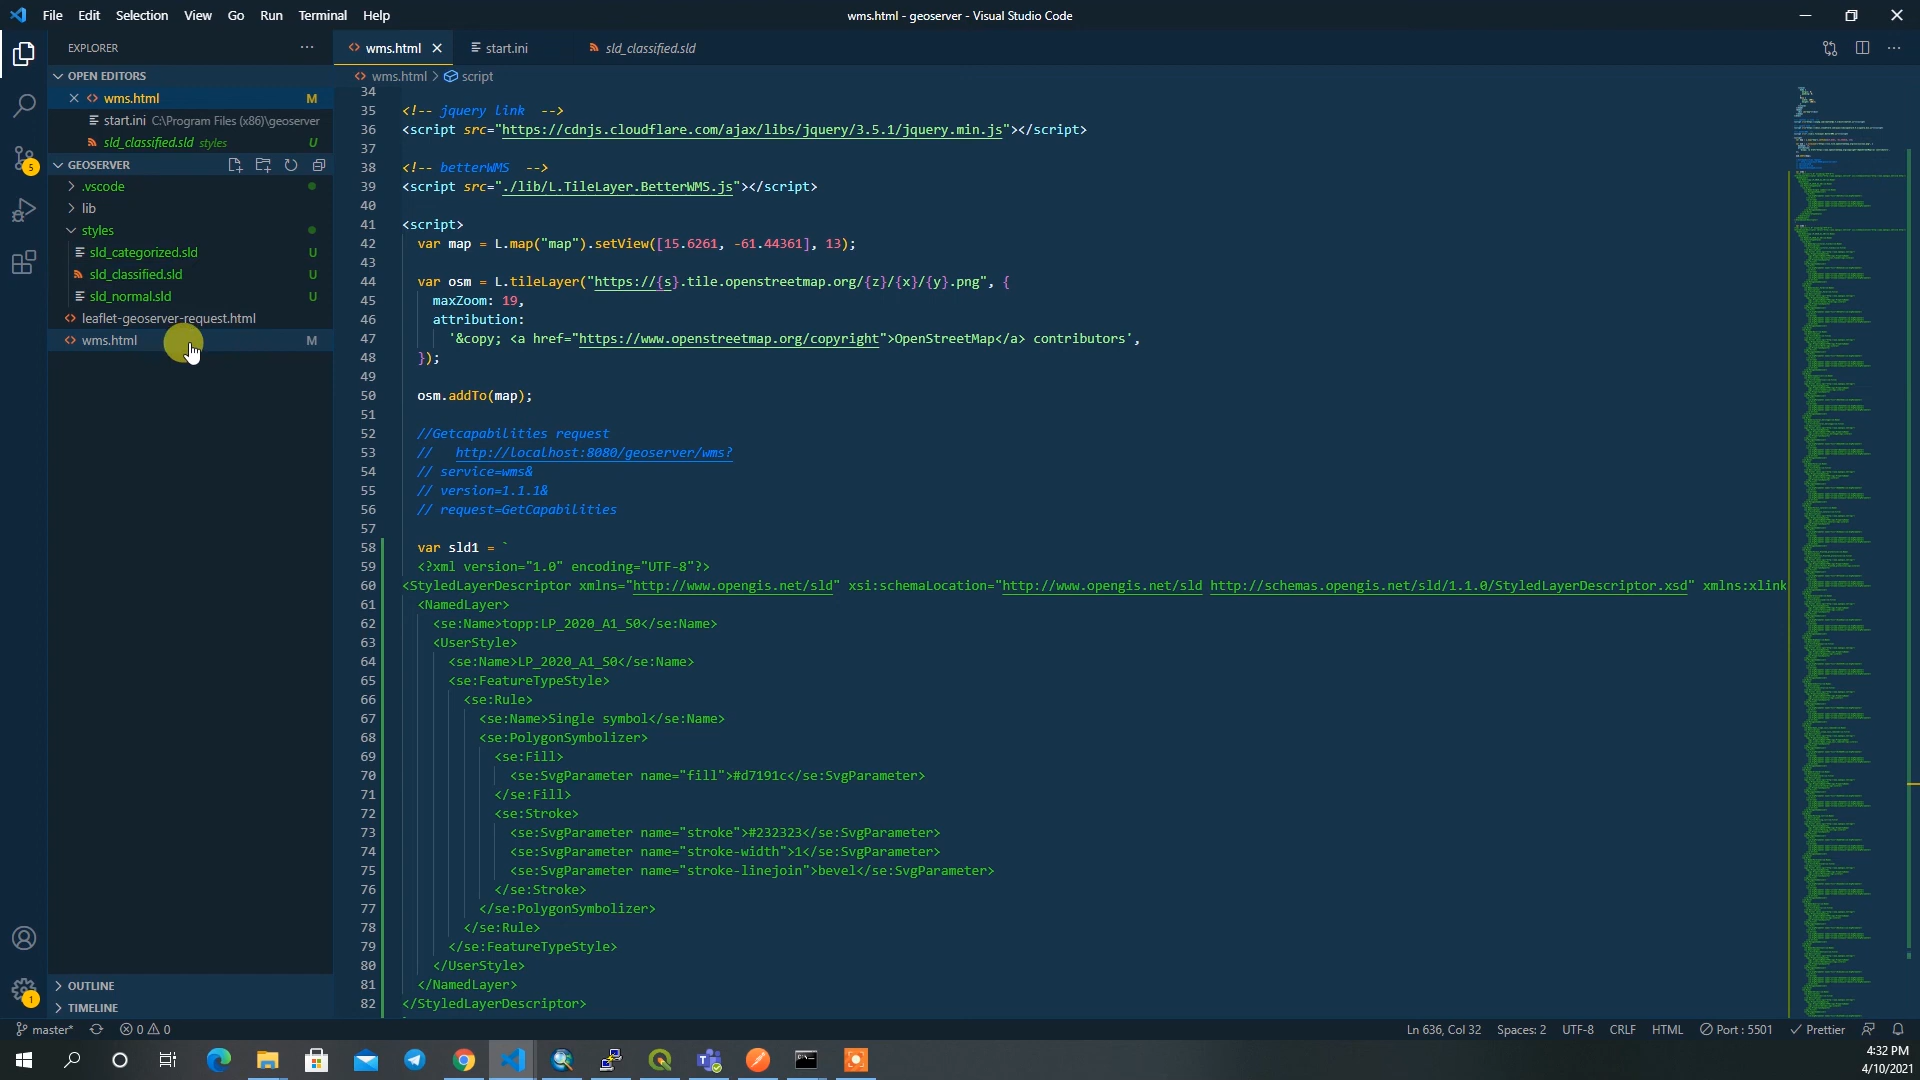 File Edit Selection View Go Run Terminal Help
wms.html - geoserver - Visual Studio Code
EXPLORER
OPEN EDITORS
wms.html M
start.ini C:\Program Files (x86)\geoserver
sld_classified.sld styles U
GEOSERVER
.vscode
lib
styles
sld_categorized.sld U
sld_classified.sld U
sld_normal.sld U
leaflet-geoserver-request.html
wms.html M
OUTLINE
TIMELINE
5
1
wms.html start.ini sld_classified.sld
wms.html > script
34
35 <!-- jquery link -->
36 <script src="https://cdnjs.cloudflare.com/ajax/libs/jquery/3.5.1/jquery.min.js"></script>
37
38 <!-- betterWMS -->
39 <script src="./lib/L.TileLayer.BetterWMS.js"></script>
40
41 <script>
42 var map = L.map("map").setView([15.6261, -61.44361], 13);
43
44 var osm = L.tileLayer("https://{s}.tile.openstreetmap.org/{z}/{x}/{y}.png", {
45 maxZoom: 19,
46 attribution:
47 '&copy; <a href="https://www.openstreetmap.org/copyright">OpenStreetMap</a> contributors',
48 });
49
50 osm.addTo(map);
51
52 //Getcapabilities request
53 // http://localhost:8080/geoserver/wms?
54 // service=wms&
55 // version=1.1.1&
56 // request=GetCapabilities
57
58 var sld1 = `
59 <?xml version="1.0" encoding="UTF-8"?>
60 <StyledLayerDescriptor xmlns="http://www.opengis.net/sld" xsi:schemaLocation="http://www.opengis.net/sld http://schemas.opengis.net/sld/1.1.0/StyledLayerDescriptor.xsd" xmlns:xlink
61 <NamedLayer>
62 <se:Name>topp:LP_2020_A1_S0</se:Name>
63 <UserStyle>
64 <se:Name>LP_2020_A1_S0</se:Name>
65 <se:FeatureTypeStyle>
66 <se:Rule>
67 <se:Name>Single symbol</se:Name>
68 <se:PolygonSymbolizer>
69 <se:Fill>
70 <se:SvgParameter name="fill">#d7191c</se:SvgParameter>
71 </se:Fill>
72 <se:Stroke>
73 <se:SvgParameter name="stroke">#232323</se:SvgParameter>
74 <se:SvgParameter name="stroke-width">1</se:SvgParameter>
75 <se:SvgParameter name="stroke-linejoin">bevel</se:SvgParameter>
76 </se:Stroke>
77 </se:PolygonSymbolizer>
78 </se:Rule>
79 </se:FeatureTypeStyle>
80 </UserStyle>
81 </NamedLayer>
82 </StyledLayerDescriptor>
master* 0 0
Ln 636, Col 32 Spaces: 2 UTF-8 CRLF HTML Port : 5501 Prettier
4:32 PM
4/10/2021